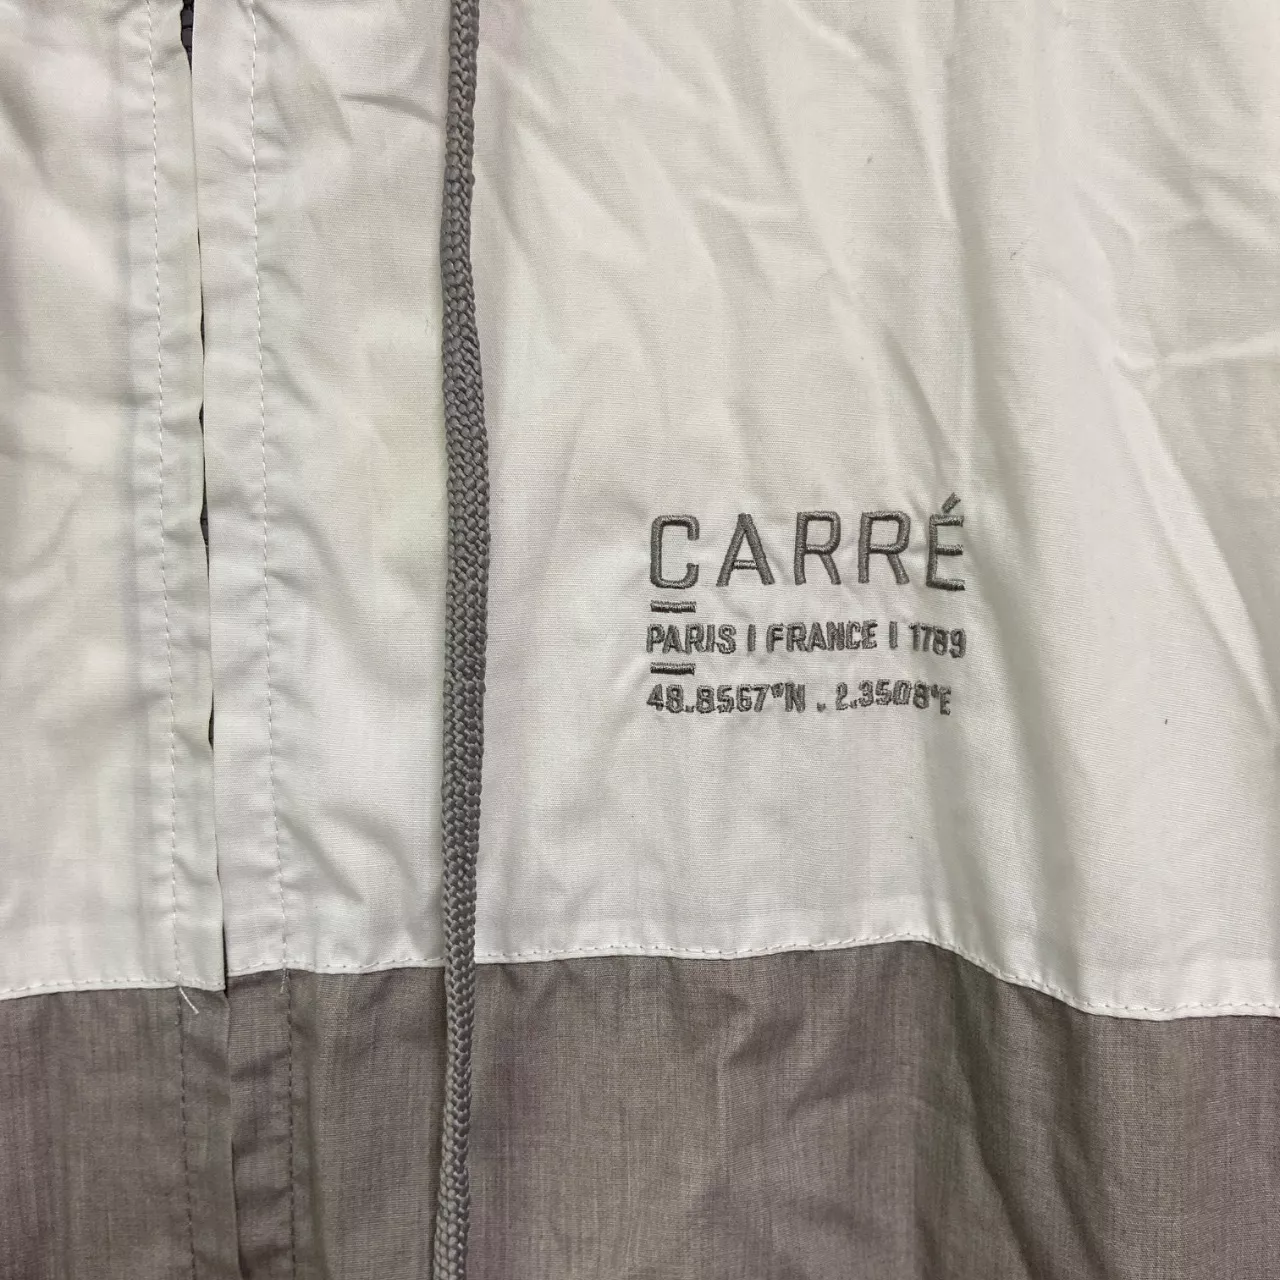 CARRÉ
PARIS | FRANCE | 1789
48.8567°N . 2.3508°E